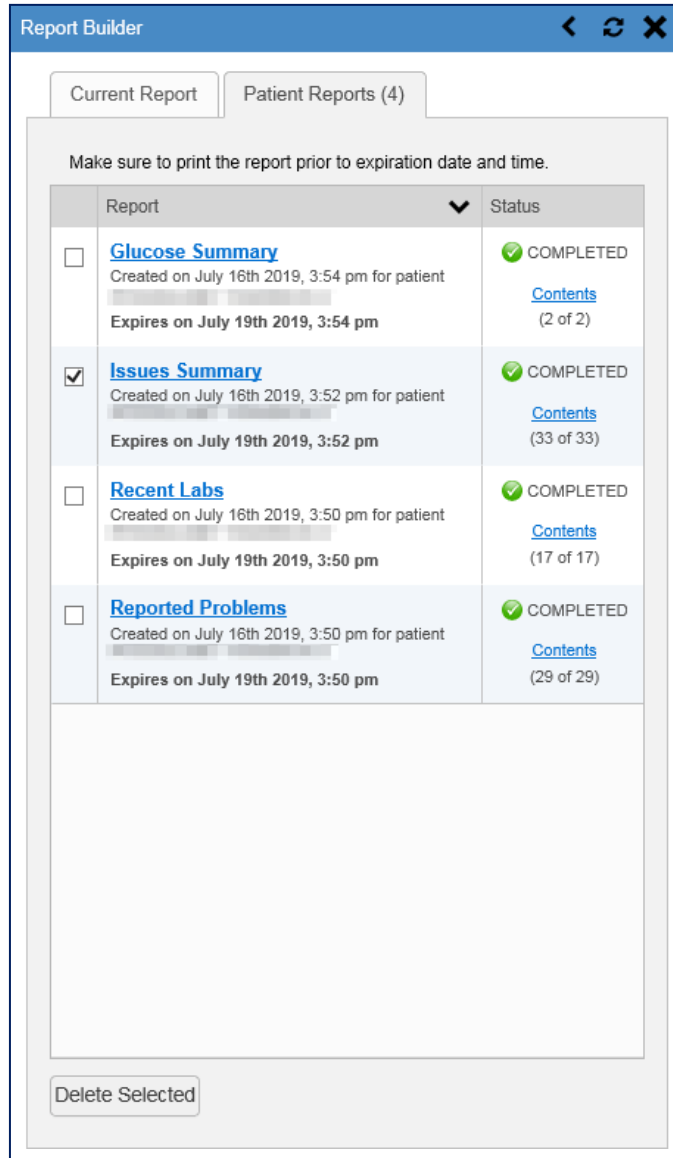 Report Builder
Current Report
Patient Reports (4)
Make sure to print the report prior to expiration date and time.
Report
Status
Glucose Summary
Created on July 16th 2019, 3:54 pm for patient
Expires on July 19th 2019, 3:54 pm
COMPLETED
Contents
(2 of 2)
Issues Summary
Created on July 16th 2019, 3:52 pm for patient
Expires on July 19th 2019, 3:52 pm
COMPLETED
Contents
(33 of 33)
Recent Labs
Created on July 16th 2019, 3:50 pm for patient
Expires on July 19th 2019, 3:50 pm
COMPLETED
Contents
(17 of 17)
Reported Problems
Created on July 16th 2019, 3:50 pm for patient
Expires on July 19th 2019, 3:50 pm
COMPLETED
Contents
(29 of 29)
Delete Selected